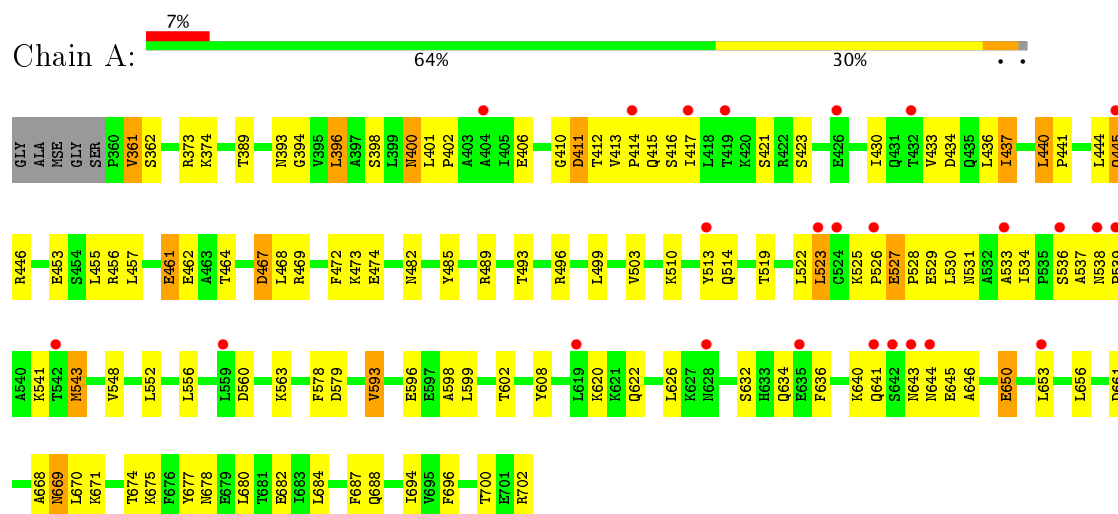 7%
Chain A:
64% 30% . .
GLY ALA MSE GLY SER P360 V361 S362 R373 K374 T389 N393 G394 V395 L396 A397 S398 L399 N400 L401 P402 A403 A404 I405 E406 G410 D411 T412 V413 P414 Q415 S416 I417 L418 T419 K420 S421 R422 S423 E426 I430 Q431 T432 V433 D434 Q435 L436 I437 L440 P441 L444 Q445
R446 E453 S454 L455 R456 L457 E461 E462 A463 T464 D467 L468 R469 F472 K473 E474 N482 Y485 R489 T493 R496 L499 V503 K510 Y513 Q514 T519 L522 L523 C524 K525 P526 E527 P528 E529 L530 N531 A532 A533 I534 P535 S536 A537 N538 P539
A540 K541 T542 M543 V548 L552 L556 L559 D560 K563 F578 D579 V593 E596 E597 A598 L599 T602 Y608 L619 K620 K621 Q622 L626 K627 N628 S632 H633 Q634 E635 F636 K640 Q641 S642 N643 N644 E645 A646 E650 L653 L656 D661
A668 N669 L670 K671 T674 K675 F676 Y677 N678 E679 L680 T681 E682 I683 L684 F687 Q688 I694 V695 F696 T700 E701 R702